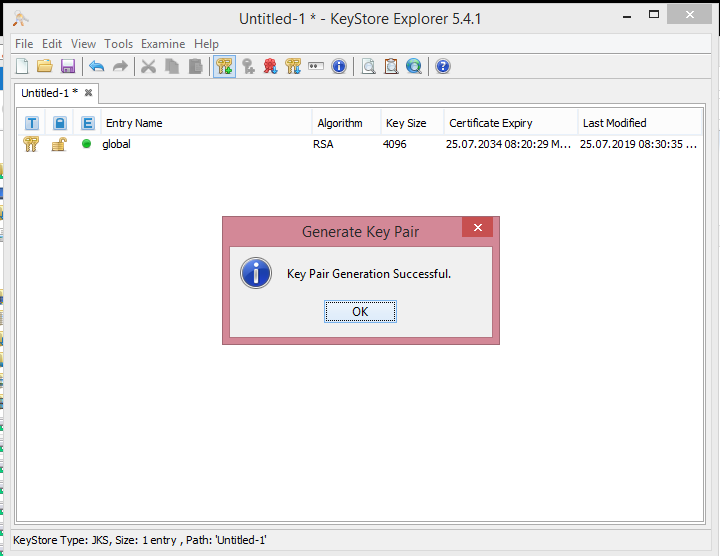 Untitled-1 * - KeyStore Explorer 5.4.1
File Edit View Tools Examine Help
Untitled-1 *
T E Entry Name Algorithm Key Size Certificate Expiry Last Modified
global RSA 4096 25.07.2034 08:20:29 M... 25.07.2019 08:30:35 ...
Generate Key Pair
Key Pair Generation Successful.
OK
KeyStore Type: JKS, Size: 1 entry , Path: 'Untitled-1'